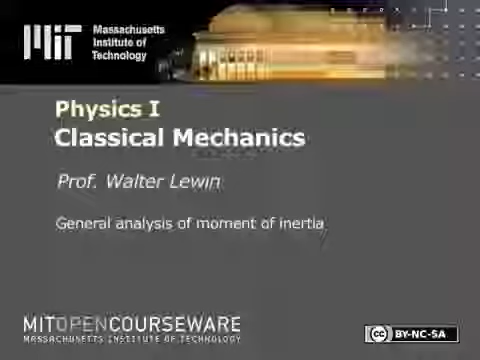 Massachusetts
Institute of
Technology
Physics I
Classical Mechanics
Prof. Walter Lewin
General analysis of moment of inertia
MITOPENCOURSEWARE
MASSACHUSETTS INSTITUTE OF TECHNOLOGY
cc BY-NC-SA